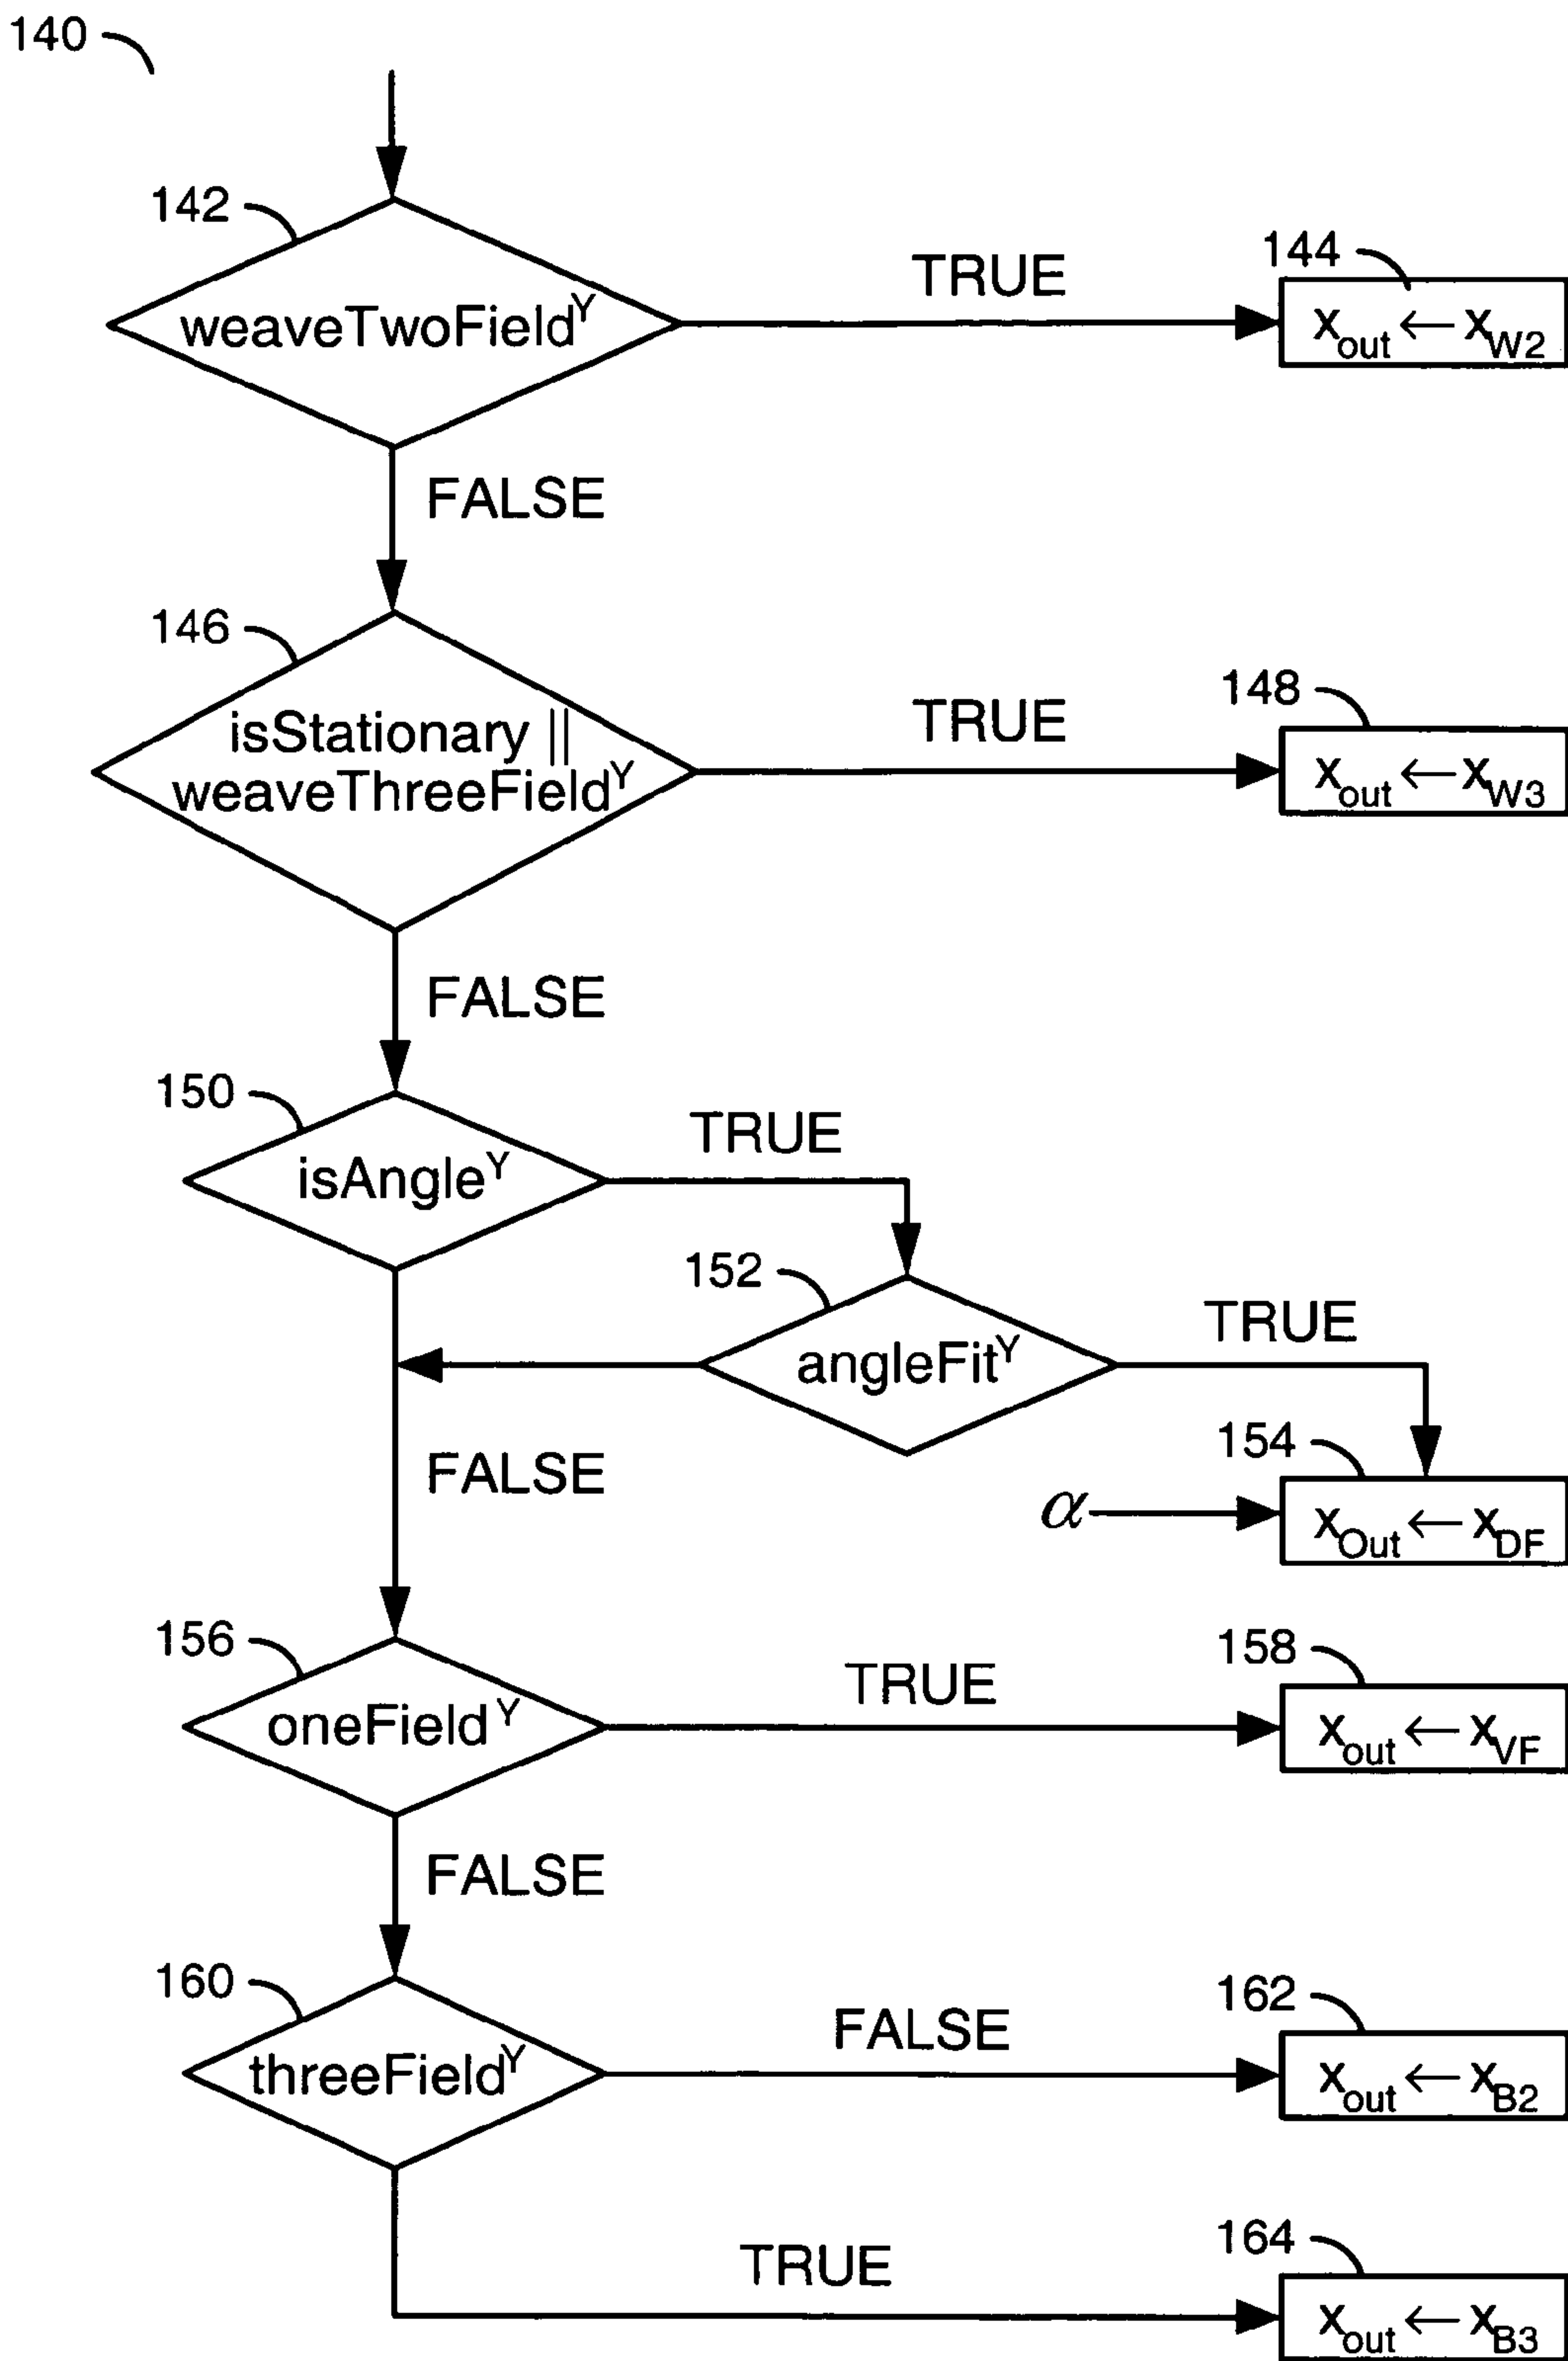 140
142
weaveTwoField^Y
TRUE
144
x_out ← x_W2
FALSE
146
isStationary ||
weaveThreeField^Y
TRUE
148
x_out ← x_W3
FALSE
150
isAngle^Y
TRUE
152
angleFit^Y
TRUE
154
α
x_Out ← x_DF
FALSE
156
oneField^Y
TRUE
158
x_out ← x_VF
FALSE
160
threeField^Y
FALSE
162
x_out ← x_B2
TRUE
164
x_out ← x_B3